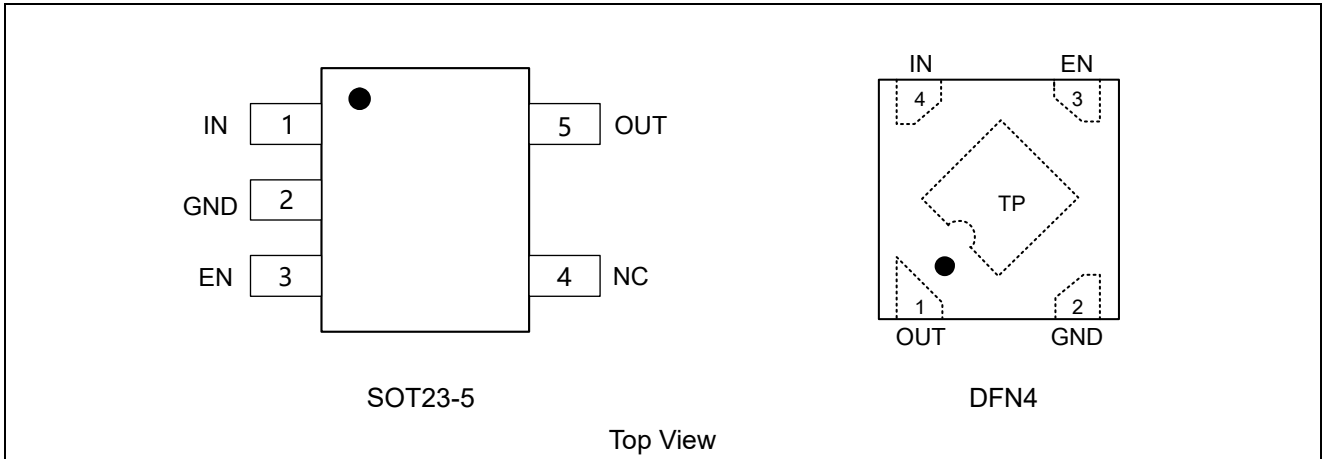 IN 1
GND 2
EN 3
5 OUT
4 NC
SOT23-5
IN EN
4 3
TP
1 2
OUT GND
DFN4
Top View